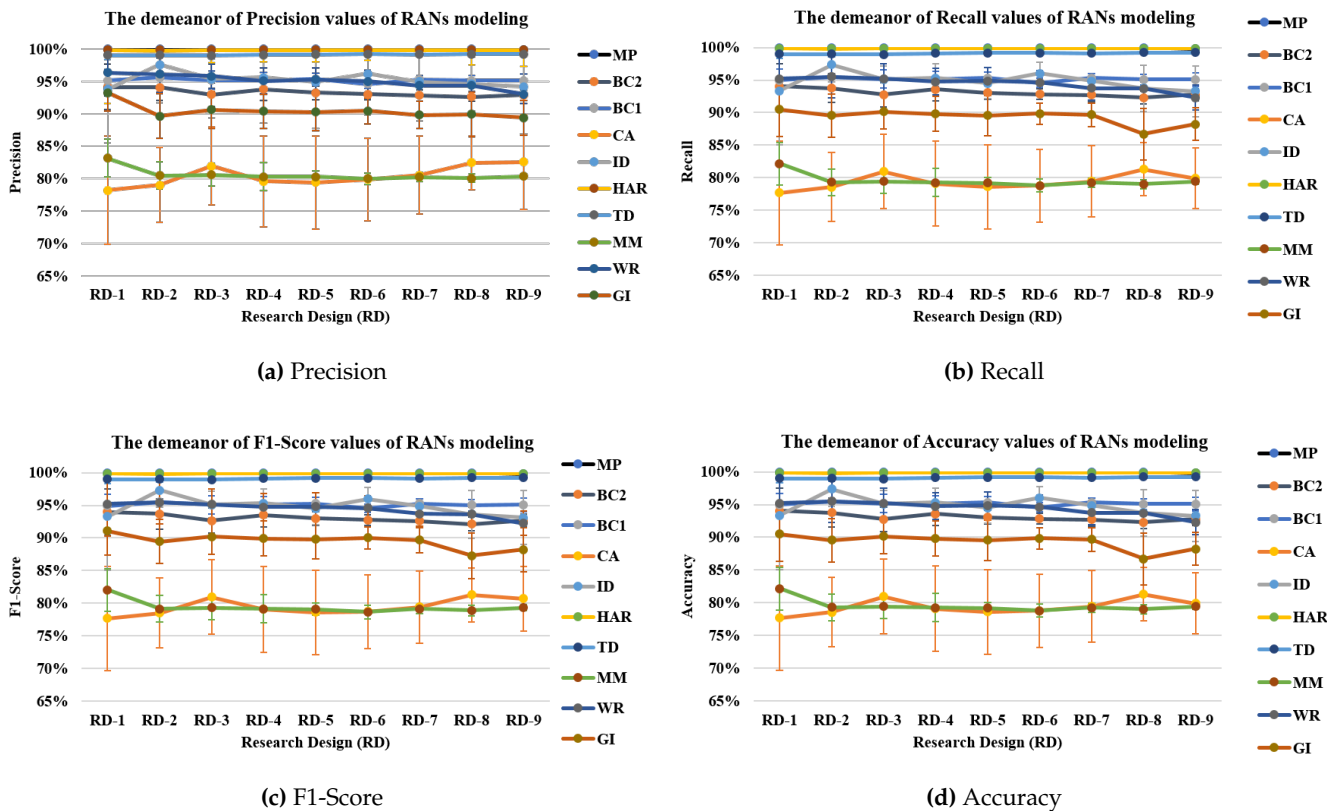 The demeanor of Precision values of RANs modeling
100%
95%
90%
85%
80%
75%
70%
65%
Precision
RD-1 RD-2 RD-3 RD-4 RD-5 RD-6 RD-7 RD-8 RD-9
Research Design (RD)
MP
BC2
BC1
CA
ID
HAR
TD
MM
WR
GI
(a) Precision
The demeanor of Recall values of RANs modeling
100%
95%
90%
85%
80%
75%
70%
65%
Recall
RD-1 RD-2 RD-3 RD-4 RD-5 RD-6 RD-7 RD-8 RD-9
Research Design (RD)
MP
BC2
BC1
CA
ID
HAR
TD
MM
WR
GI
(b) Recall
The demeanor of F1-Score values of RANs modeling
100%
95%
90%
85%
80%
75%
70%
65%
F1-Score
RD-1 RD-2 RD-3 RD-4 RD-5 RD-6 RD-7 RD-8 RD-9
Research Design (RD)
MP
BC2
BC1
CA
ID
HAR
TD
MM
WR
GI
(c) F1-Score
The demeanor of Accuracy values of RANs modeling
100%
95%
90%
85%
80%
75%
70%
65%
Accuracy
RD-1 RD-2 RD-3 RD-4 RD-5 RD-6 RD-7 RD-8 RD-9
Research Design (RD)
MP
BC2
BC1
CA
ID
HAR
TD
MM
WR
GI
(d) Accuracy